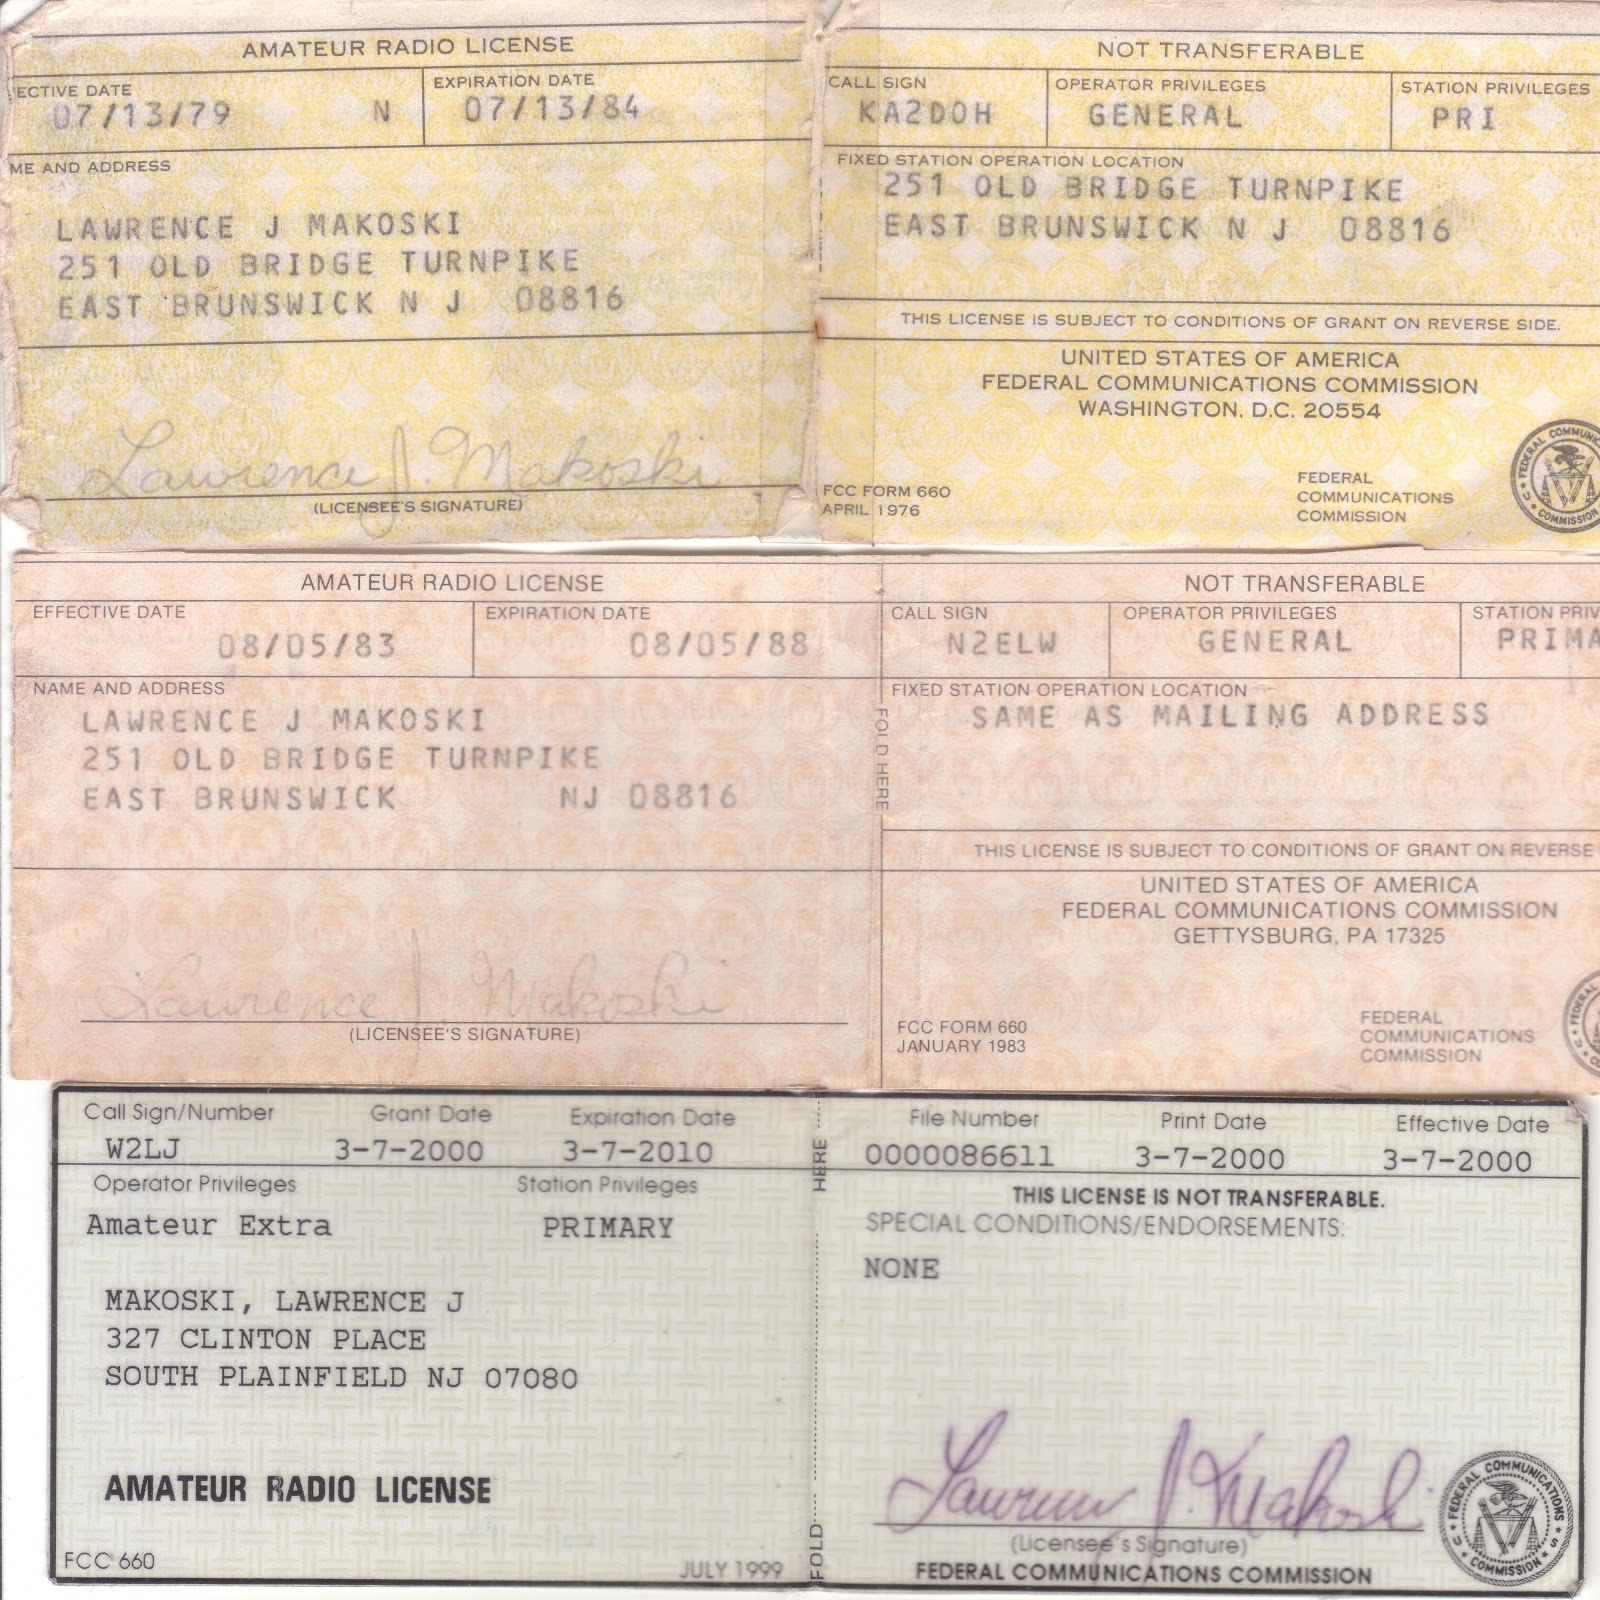 AMATEUR RADIO LICENSE
ECTIVE DATE
07/13/79 N
EXPIRATION DATE
07/13/84
ME AND ADDRESS
LAWRENCE J MAKOSKI
251 OLD BRIDGE TURNPIKE
EAST BRUNSWICK N J 08816
Lawrence J. Makoski
(LICENSEE'S SIGNATURE)
NOT TRANSFERABLE
CALL SIGN
KA2DOH
OPERATOR PRIVILEGES
GENERAL
STATION PRIVILEGES
PRI
FIXED STATION OPERATION LOCATION
251 OLD BRIDGE TURNPIKE
EAST BRUNSWICK N J 08816
THIS LICENSE IS SUBJECT TO CONDITIONS OF GRANT ON REVERSE SIDE.
UNITED STATES OF AMERICA
FEDERAL COMMUNICATIONS COMMISSION
WASHINGTON, D.C. 20554
FCC FORM 660
APRIL 1976
FEDERAL
COMMUNICATIONS
COMMISSION
FEDERAL COMMUNIC
COMMISSION
AMATEUR RADIO LICENSE
EFFECTIVE DATE
08/05/83
EXPIRATION DATE
08/05/88
NAME AND ADDRESS
LAWRENCE J MAKOSKI
251 OLD BRIDGE TURNPIKE
EAST BRUNSWICK NJ 08816
Lawrence J. Makoski
(LICENSEE'S SIGNATURE)
FOLD HERE
NOT TRANSFERABLE
CALL SIGN
N2ELW
OPERATOR PRIVILEGES
GENERAL
STATION PRIV
PRIMA
FIXED STATION OPERATION LOCATION
SAME AS MAILING ADDRESS
THIS LICENSE IS SUBJECT TO CONDITIONS OF GRANT ON REVERSE
UNITED STATES OF AMERICA
FEDERAL COMMUNICATIONS COMMISSION
GETTYSBURG, PA 17325
FCC FORM 660
JANUARY 1983
FEDERAL
COMMUNICATIONS
COMMISSION
FEDERAL
Call Sign/Number Grant Date Expiration Date
W2LJ 3-7-2000 3-7-2010
Operator Privileges Station Privileges
Amateur Extra PRIMARY
MAKOSKI, LAWRENCE J
327 CLINTON PLACE
SOUTH PLAINFIELD NJ 07080
AMATEUR RADIO LICENSE
FCC 660 JULY 1999
FOLD HERE
File Number Print Date Effective Date
0000086611 3-7-2000 3-7-2000
THIS LICENSE IS NOT TRANSFERABLE.
SPECIAL CONDITIONS/ENDORSEMENTS:
NONE
Lawrence J. Makoski
(Licensee's Signature)
FEDERAL COMMUNICATIONS COMMISSION
FEDERAL COMMUNICATIONS
COMMISSION